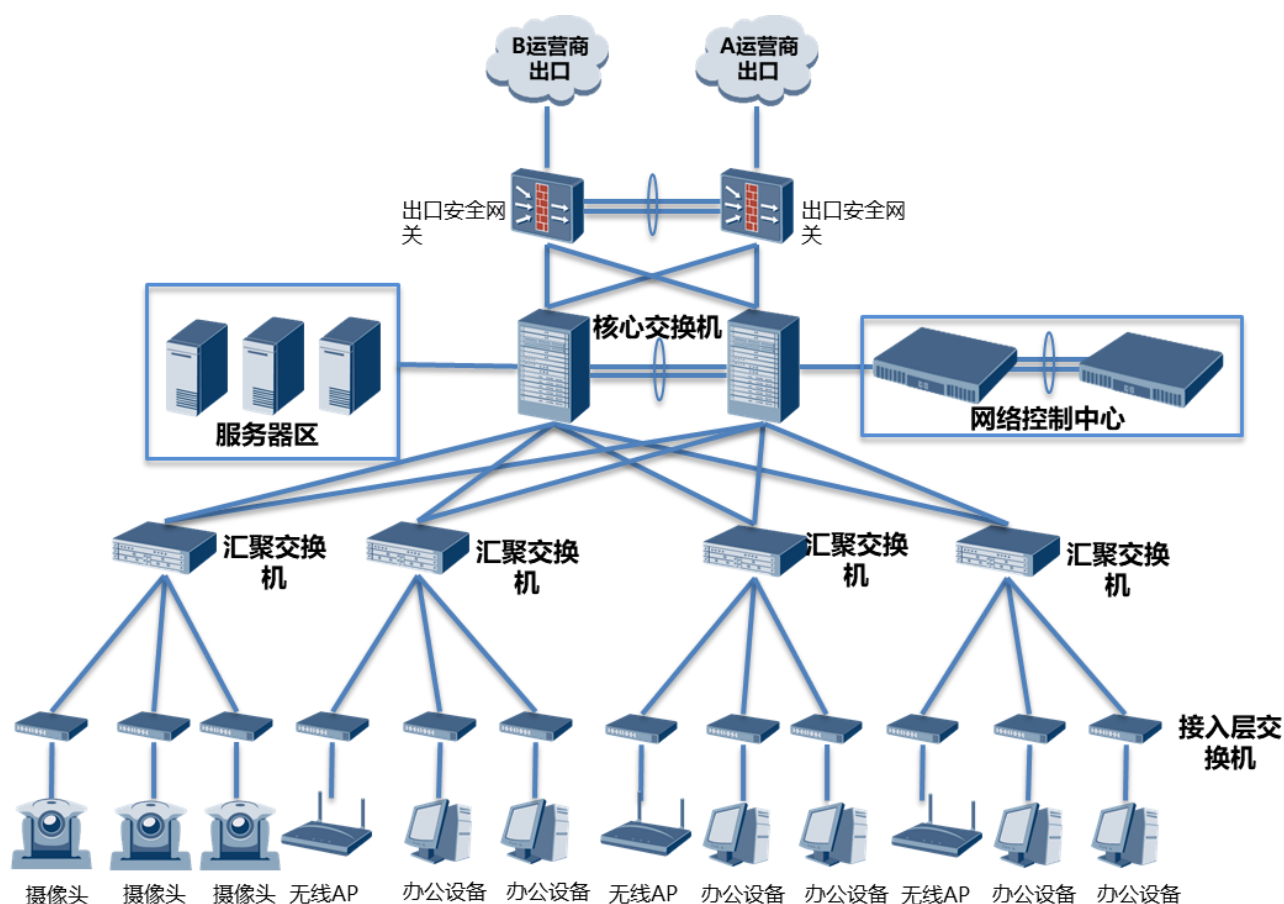 B运营商
出口
A运营商
出口
出口安全网
关
出口安全网
关
核心交换机
服务器区
网络控制中心
汇聚交换
机
汇聚交换
机
汇聚交换
机
汇聚交换
机
接入层交
换机
摄像头
摄像头
摄像头
无线AP
办公设备
办公设备
无线AP
办公设备
办公设备
无线AP
办公设备
办公设备